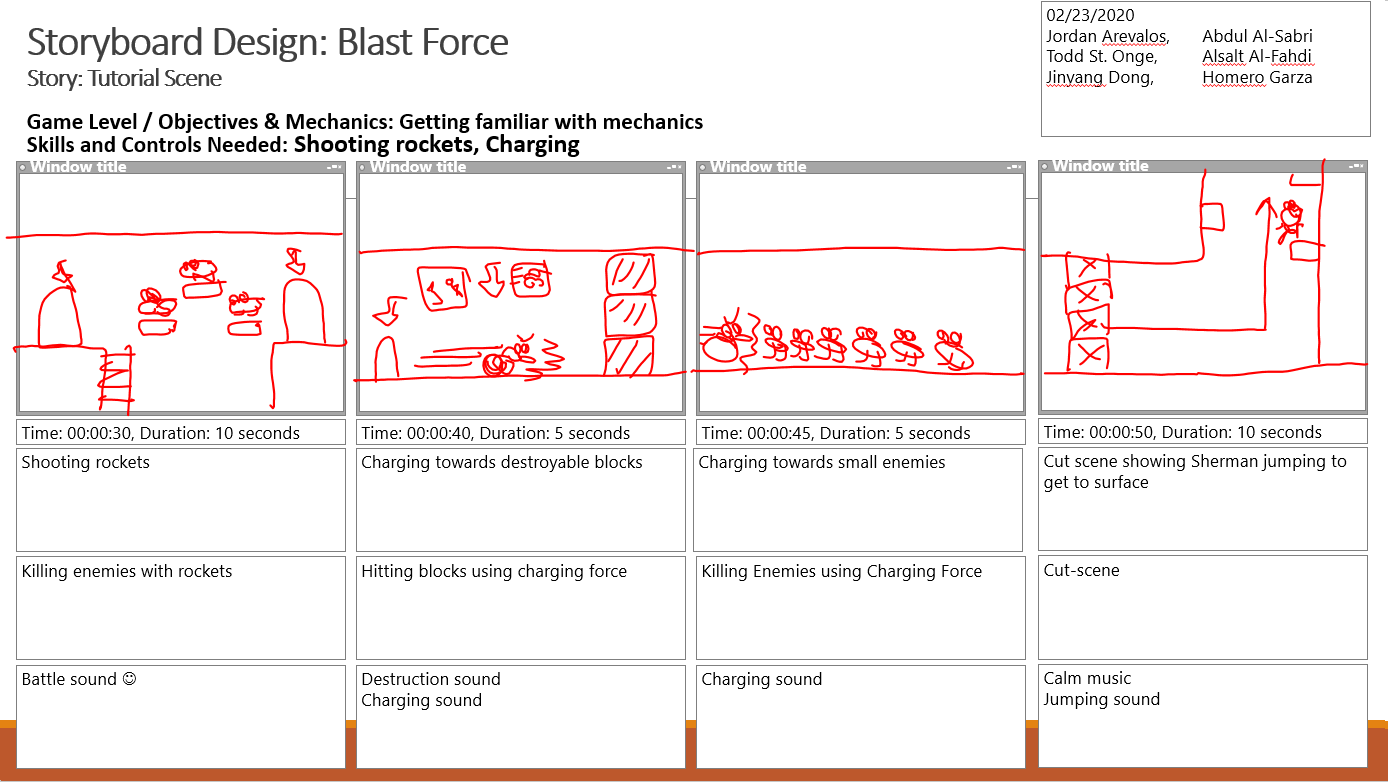 Storyboard Design: Blast Force
Story: Tutorial Scene
02/23/2020
Jordan Arevalos, Abdul Al-Sabri
Todd St. Onge, Alsalt Al-Fahdi
Jinyang Dong, Homero Garza
Game Level / Objectives & Mechanics: Getting familiar with mechanics
Skills and Controls Needed: Shooting rockets, Charging
Window title
Window title
Window title
Window title
Time: 00:00:30, Duration: 10 seconds
Time: 00:00:40, Duration: 5 seconds
Time: 00:00:45, Duration: 5 seconds
Time: 00:00:50, Duration: 10 seconds
Shooting rockets
Charging towards destroyable blocks
Charging towards small enemies
Cut scene showing Sherman jumping to
get to surface
Killing enemies with rockets
Hitting blocks using charging force
Killing Enemies using Charging Force
Cut-scene
Battle sound ☺
Destruction sound
Charging sound
Charging sound
Calm music
Jumping sound